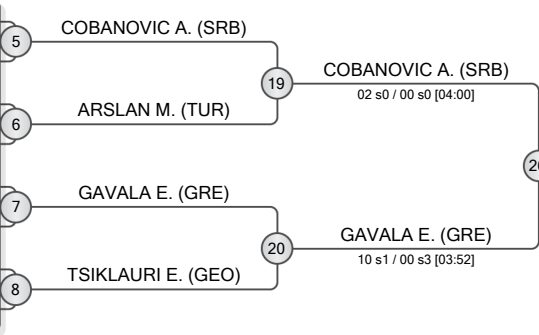 COBANOVIC A. (SRB)
5
19
COBANOVIC A. (SRB)
02 s0 / 00 s0 [04:00]
ARSLAN M. (TUR)
6
GAVALA E. (GRE)
7
20
GAVALA E. (GRE)
10 s1 / 00 s3 [03:52]
TSIKLAURI E. (GEO)
8